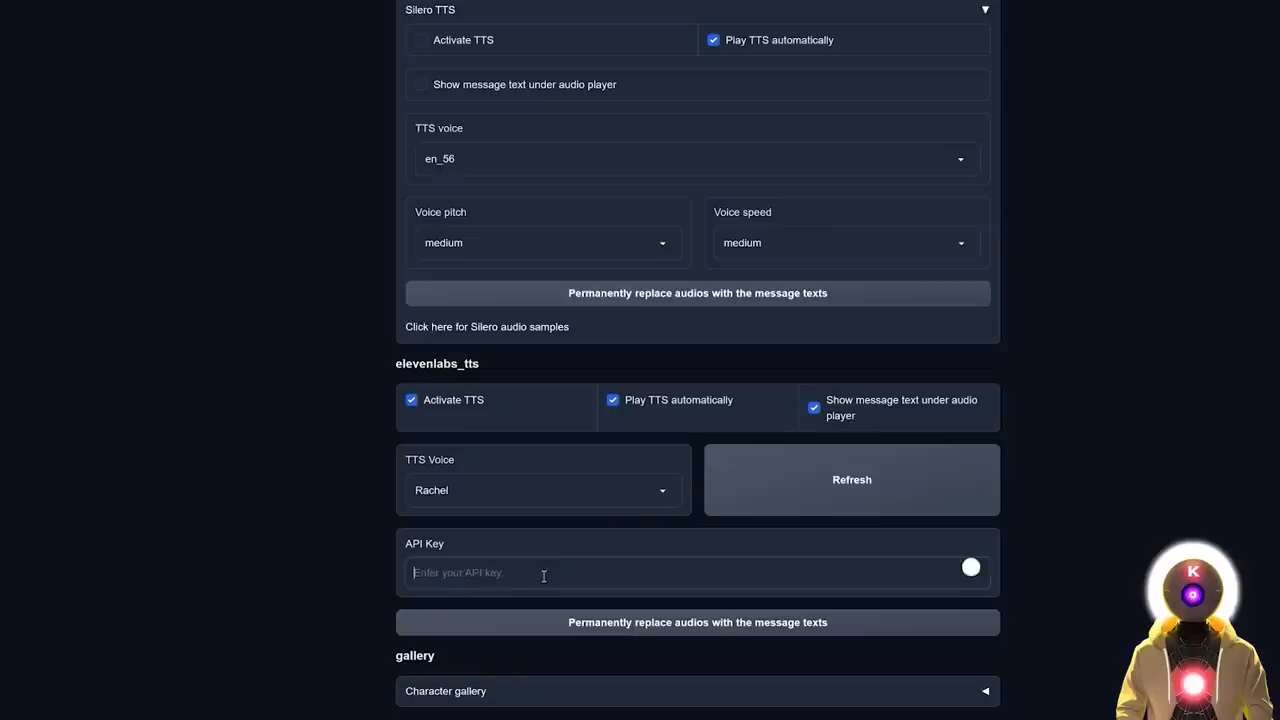 Silero TTS
Activate TTS
Play TTS automatically
Show message text under audio player
TTS voice
en_56
Voice pitch
Voice speed
medium
medium
Permanently replace audios with the message texts
Click here for Silero audio samples
elevenlabs_tts
Activate TTS
Play TTS automatically
Show message text under audio
player
TTS Voice
Rachel
Refresh
API Key
Enter your API key
Permanently replace audios with the message texts
gallery
Character gallery
K